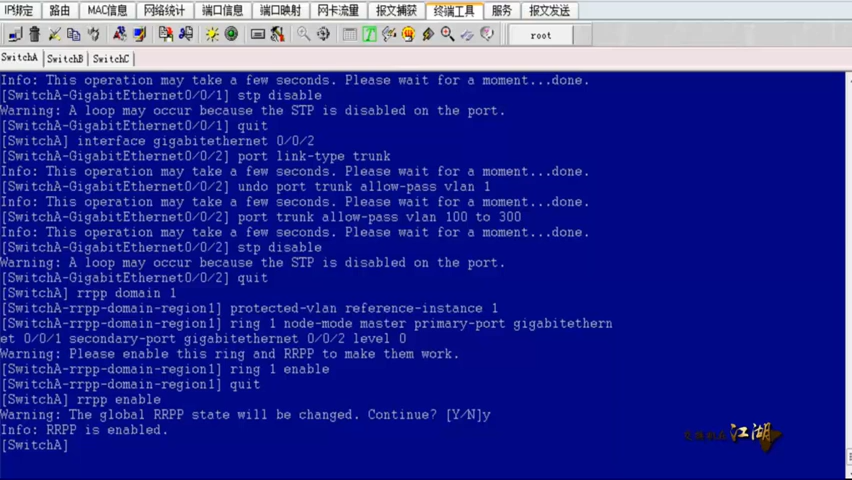 IP绑定 路由 MAC信息 网络统计 端口信息 端口映射 网卡流量 报文捕获 终端工具 服务 报文发送
root
SwitchA SwitchB SwitchC
Info: This operation may take a few seconds. Please wait for a moment...done.
[SwitchA-GigabitEthernet0/0/1] stp disable
Warning: A loop may occur because the STP is disabled on the port.
[SwitchA-GigabitEthernet0/0/1] quit
[SwitchA] interface gigabitethernet 0/0/2
[SwitchA-GigabitEthernet0/0/2] port link-type trunk
Info: This operation may take a few seconds. Please wait for a moment...done.
[SwitchA-GigabitEthernet0/0/2] undo port trunk allow-pass vlan 1
Info: This operation may take a few seconds. Please wait for a moment...done.
[SwitchA-GigabitEthernet0/0/2] port trunk allow-pass vlan 100 to 300
Info: This operation may take a few seconds. Please wait for a moment...done.
[SwitchA-GigabitEthernet0/0/2] stp disable
Warning: A loop may occur because the STP is disabled on the port.
[SwitchA-GigabitEthernet0/0/2] quit
[SwitchA] rrpp domain 1
[SwitchA-rrpp-domain-region1] protected-vlan reference-instance 1
[SwitchA-rrpp-domain-region1] ring 1 node-mode master primary-port gigabitethern
et 0/0/1 secondary-port gigabitethernet 0/0/2 level 0
Warning: Please enable this ring and RRPP to make them work.
[SwitchA-rrpp-domain-region1] ring 1 enable
[SwitchA-rrpp-domain-region1] quit
[SwitchA] rrpp enable
Warning: The global RRPP state will be changed. Continue? [Y/N]y
Info: RRPP is enabled.
[SwitchA]
江湖